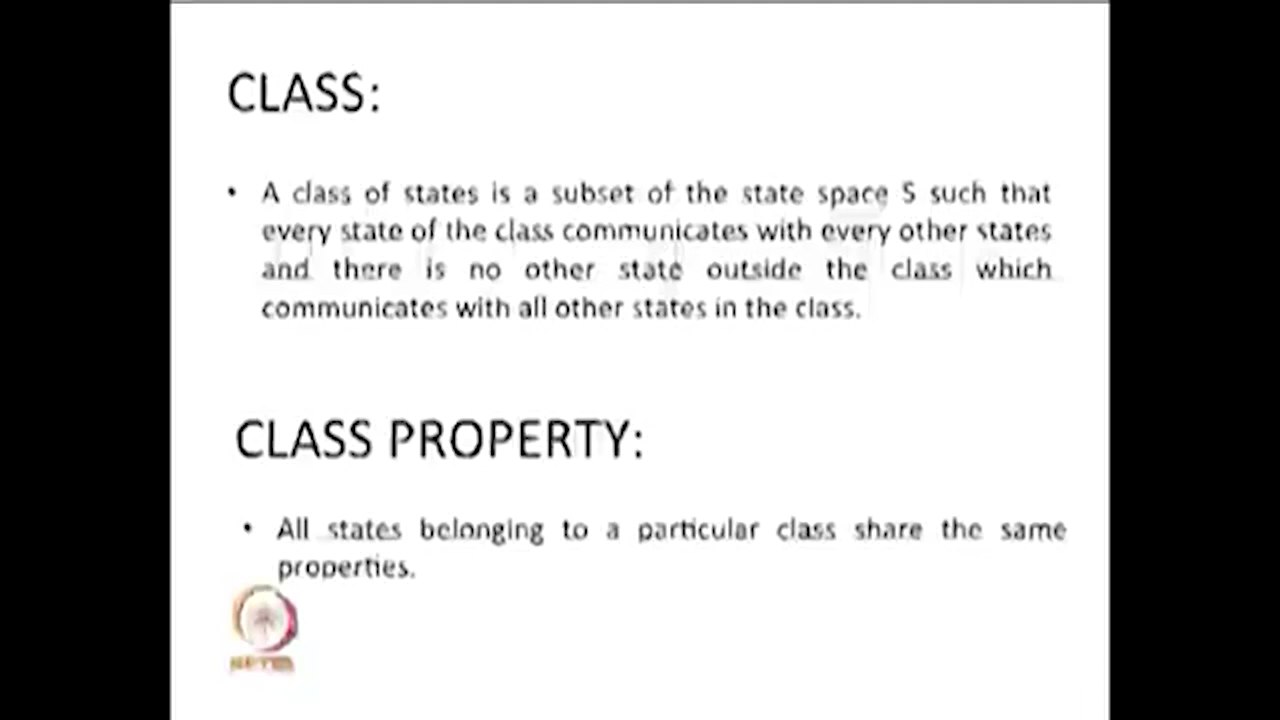 CLASS:
• A class of states is a subset of the state space S such that
every state of the class communicates with every other states
and there is no other state outside the class which
communicates with all other states in the class.
CLASS PROPERTY:
• All states belonging to a particular class share the same
properties.
NPTEL